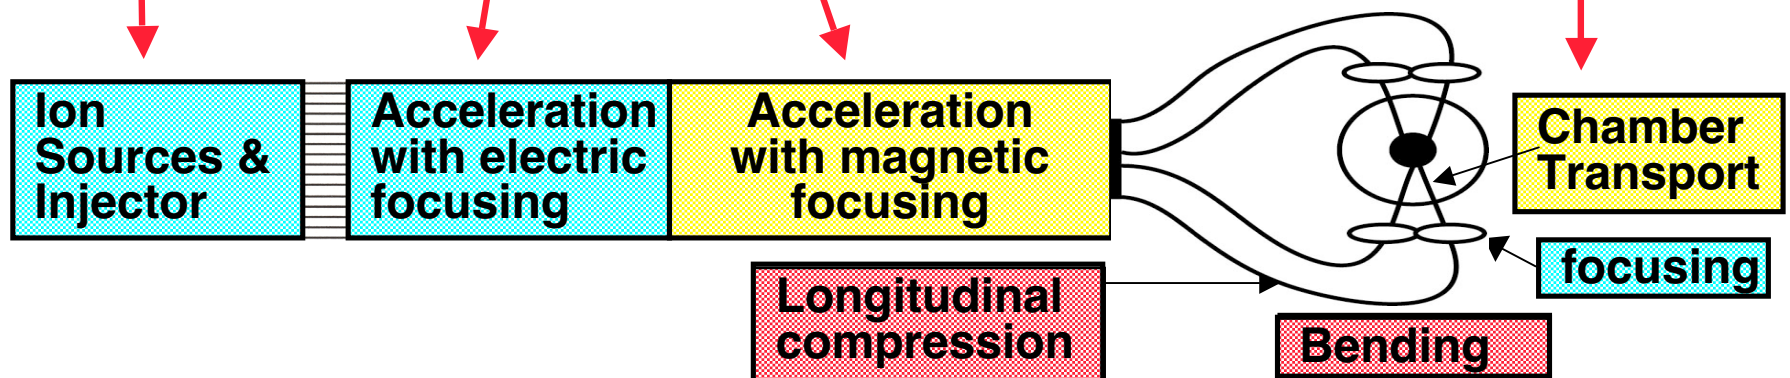 Ion
Sources &
Injector
Acceleration
with electric
focusing
Acceleration
with magnetic
focusing
Chamber
Transport
focusing
Longitudinal
compression
Bending